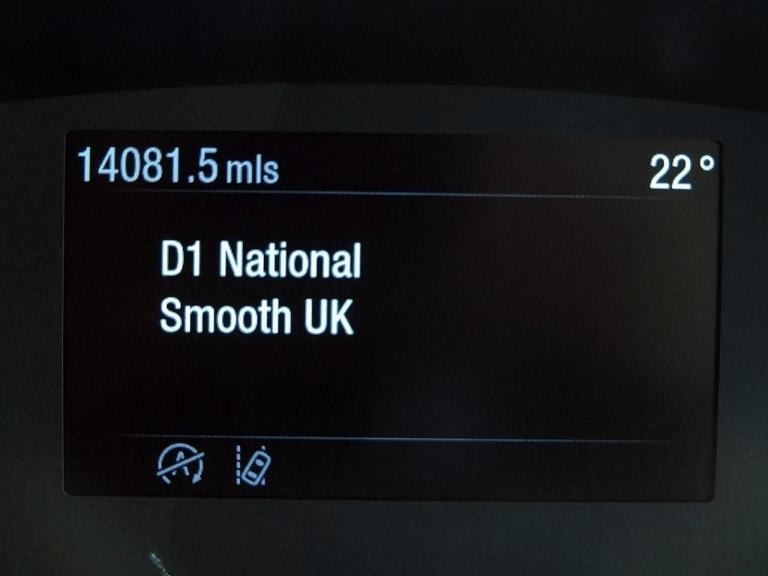 14081.5 mls 22°
D1 National
Smooth UK